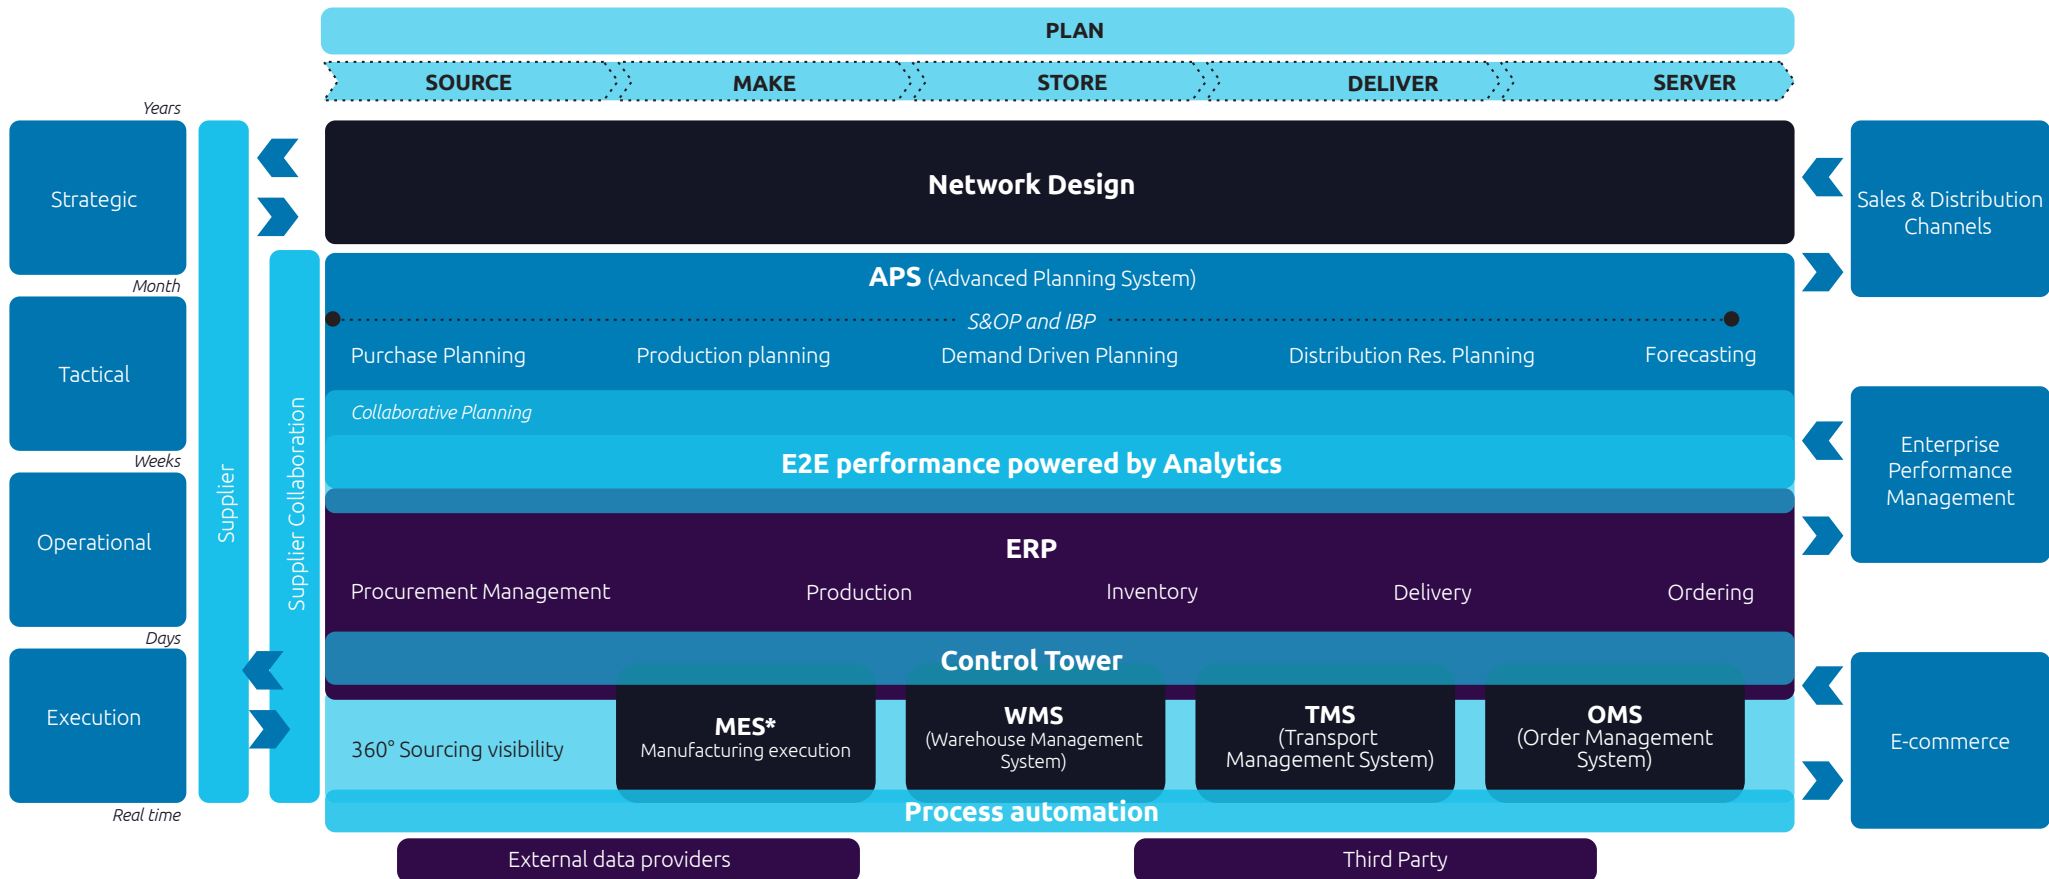 PLAN
SOURCE
MAKE
STORE
DELIVER
SERVER
Years
Strategic
Month
Tactical
Weeks
Operational
Days
Execution
Real time
Supplier
Supplier Collaboration
Network Design
APS (Advanced Planning System)
S&OP and IBP
Purchase Planning
Production planning
Demand Driven Planning
Distribution Res. Planning
Forecasting
Collaborative Planning
E2E performance powered by Analytics
ERP
Procurement Management
Production
Inventory
Delivery
Ordering
Control Tower
360° Sourcing visibility
MES*
Manufacturing execution
WMS
(Warehouse Management
System)
TMS
(Transport
Management System)
OMS
(Order Management
System)
Process automation
External data providers
Third Party
Sales & Distribution
Channels
Enterprise
Performance
Management
E-commerce